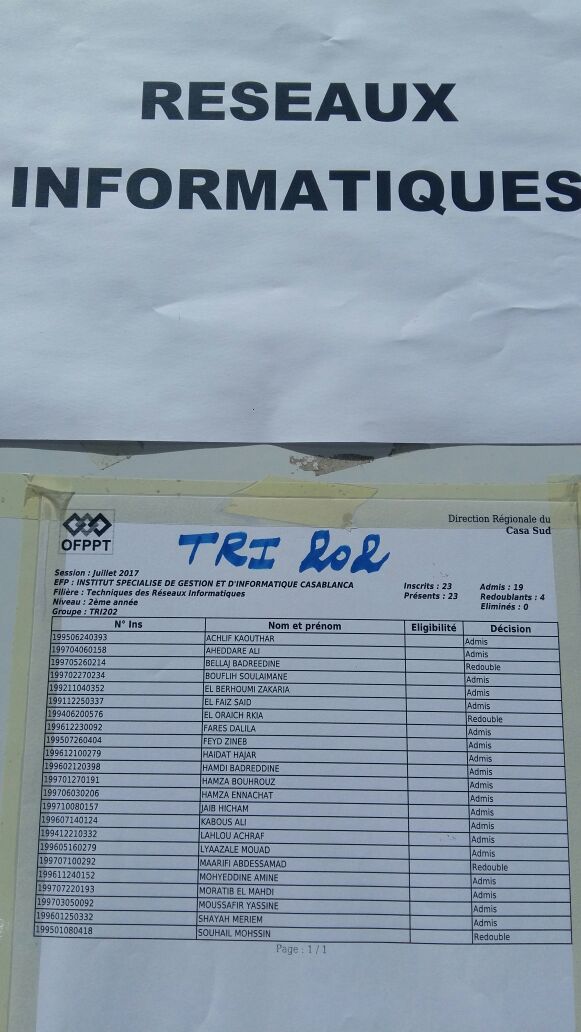 RESEAUX
INFORMATIQUES
OFPPT
TRI 202
Direction Régionale du
Casa Sud
Session : Juillet 2017
EFP : INSTITUT SPECIALISE DE GESTION ET D'INFORMATIQUE CASABLANCA
Filière : Techniques des Réseaux Informatiques
Niveau : 2ème année
Groupe : TRI202
Inscrits : 23 Admis : 19
Présents : 23 Redoublants : 4
Eliminés : 0
N° Ins Nom et prénom Eligibilité Décision
199506240393 ACHLIF KAOUTHAR Admis
199704060158 AHEDDARE ALI Admis
199705260214 BELLAJ BADREEDINE Redouble
199702270234 BOUFLIH SOULAIMANE Admis
199211040352 EL BERHOUMI ZAKARIA Admis
199112250337 EL FAIZ SAID Admis
199406200576 EL ORAICH RKIA Redouble
199612230092 FARES DALILA Admis
199507260404 FEYD ZINEB Admis
199612100279 HAIDAT HAJAR Admis
199602120398 HAMDI BADREDDINE Admis
199701270191 HAMZA BOUHROUZ Admis
199706030206 HAMZA ENNACHAT Admis
199710080157 JAIB HICHAM Admis
199607140124 KABOUS ALI Admis
199412210332 LAHLOU ACHRAF Admis
199605160279 LYAAZALE MOUAD Admis
199707100292 MAARIFI ABDESSAMAD Redouble
199611240152 MOHYEDDINE AMINE Admis
199707220193 MORATIB EL MAHDI Admis
199703050092 MOUSSAFIR YASSINE Admis
199601250332 SHAYAH MERIEM Admis
199501080418 SOUHAIL MOHSSIN Redouble
Page : 1 / 1